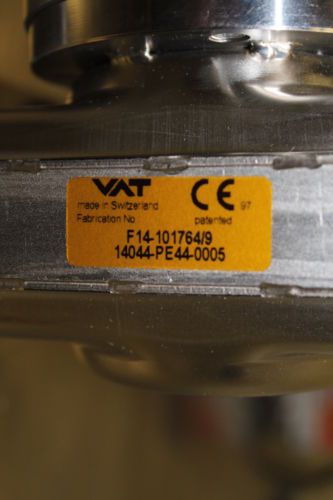 VAT CE 97
made in Switzerland
Fabrication No patented
F14-101764/9
14044-PE44-0005